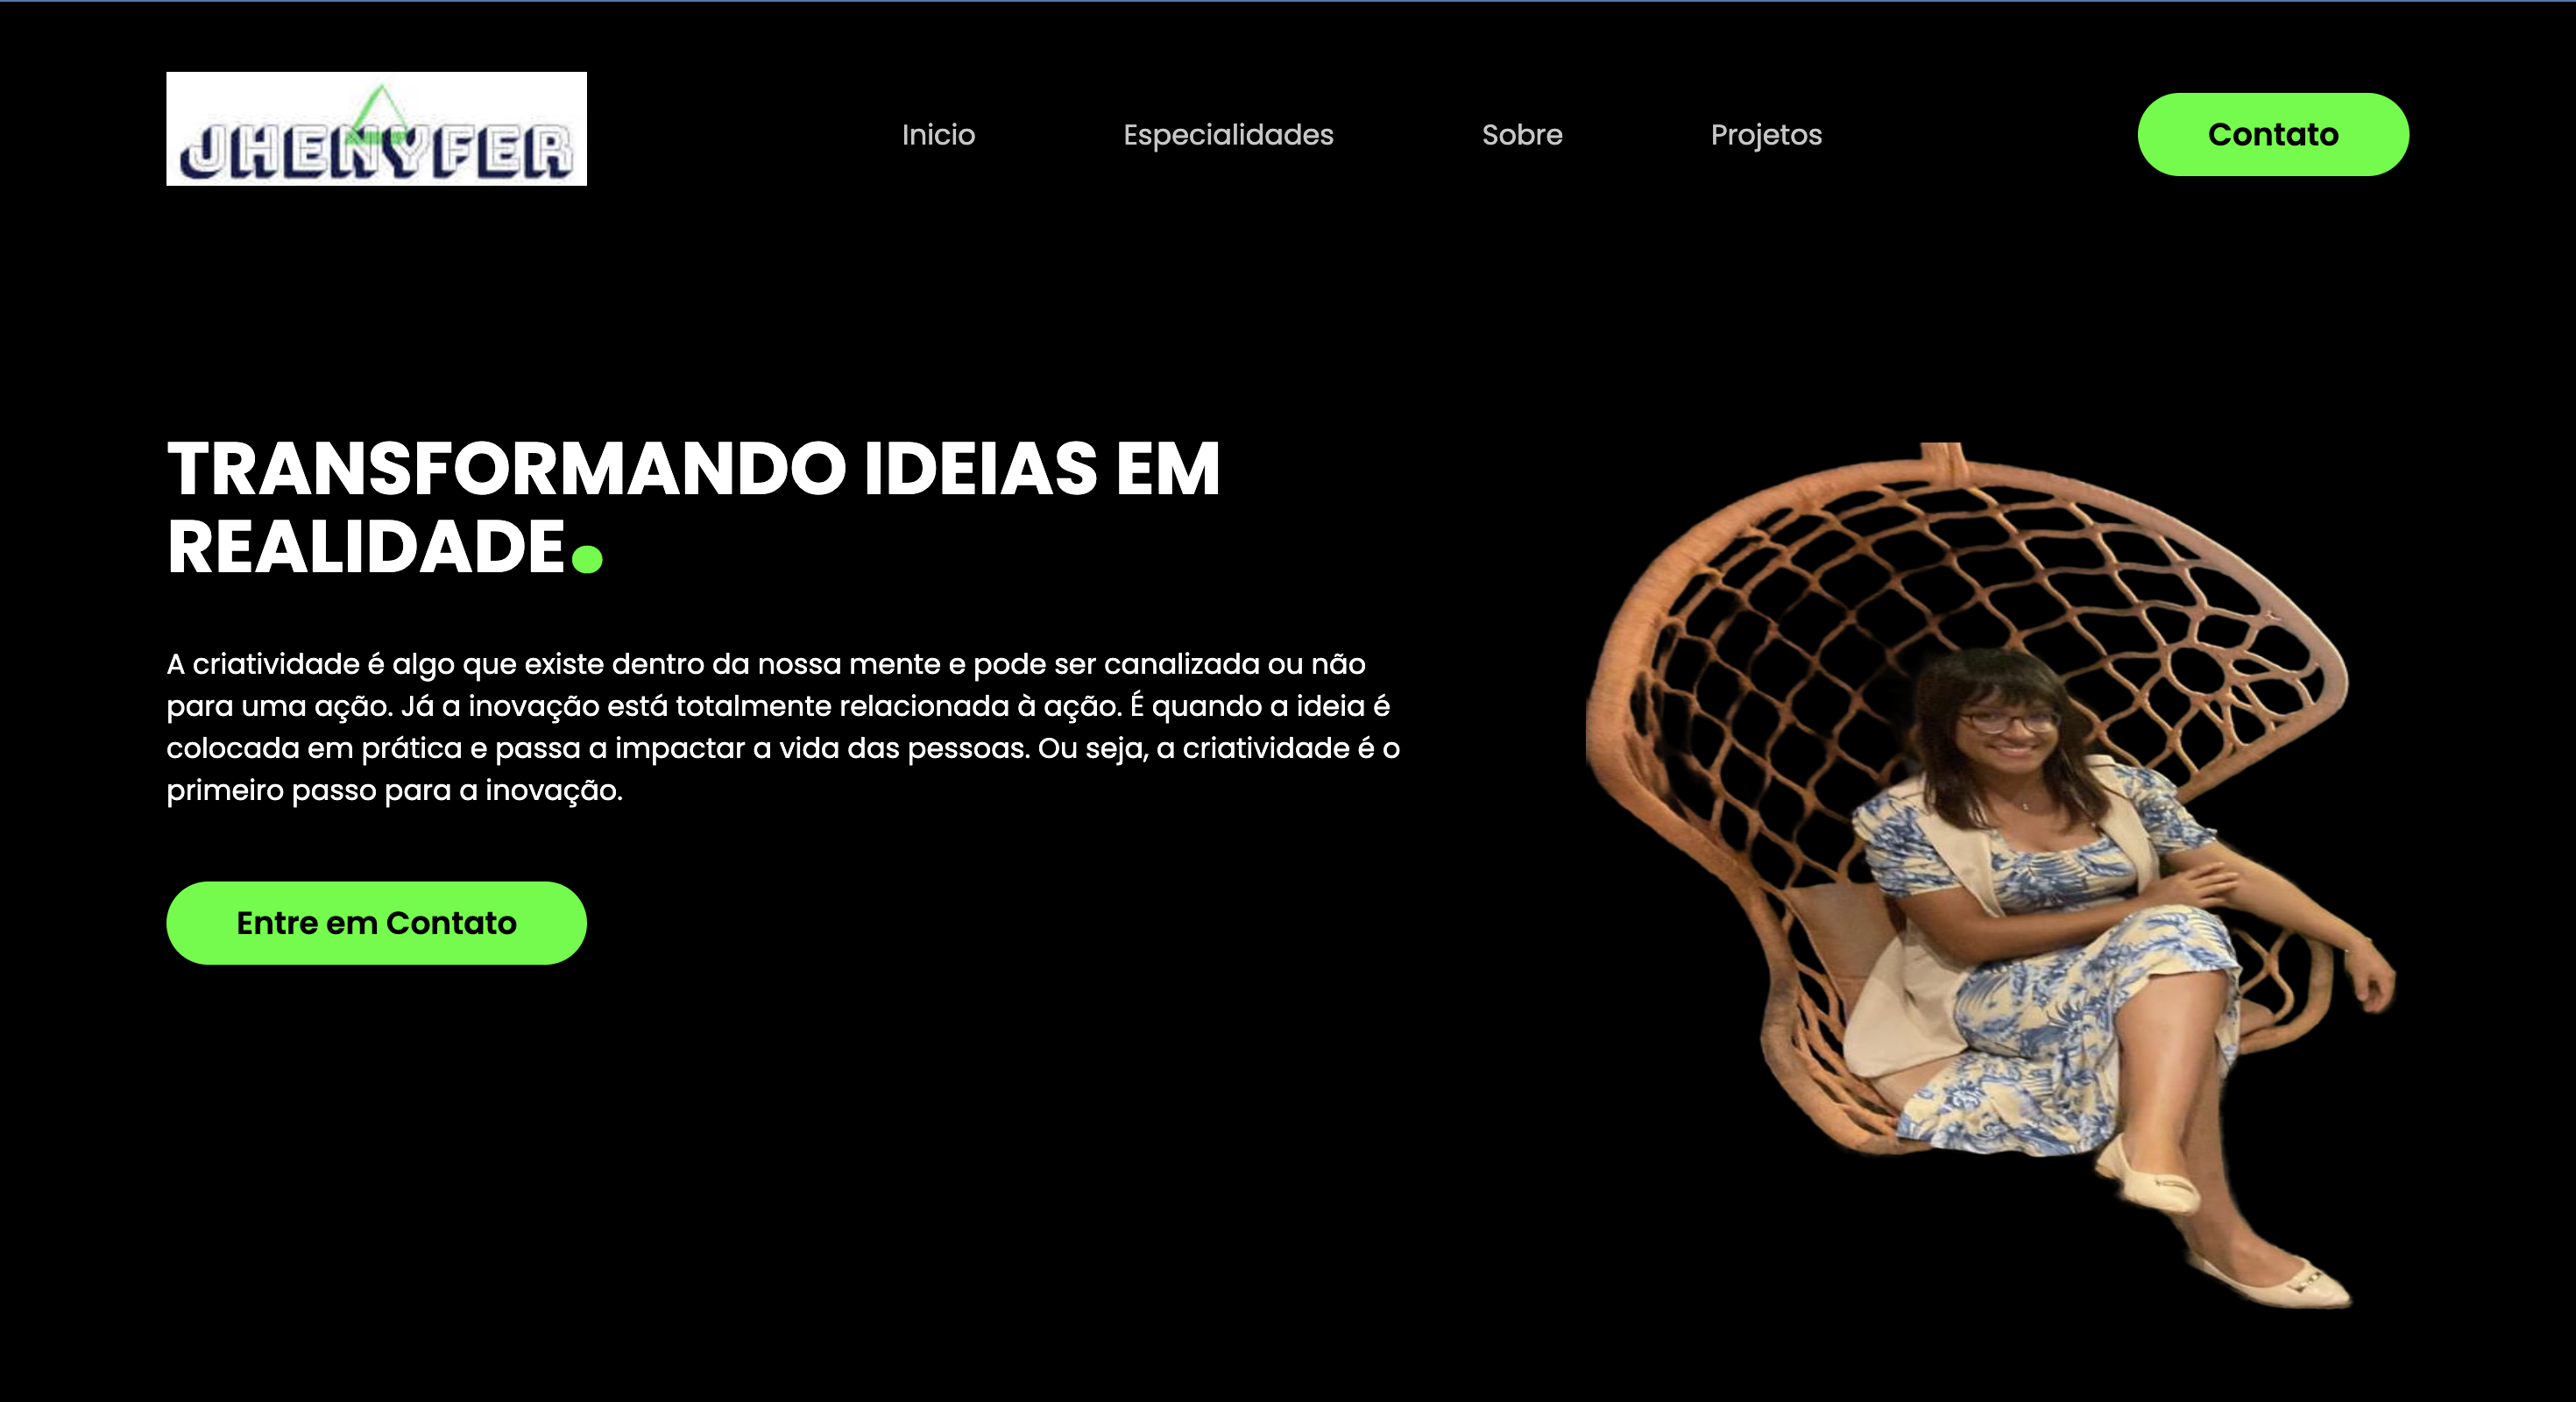 JHENYFER
Inicio
Especialidades
Sobre
Projetos
Contato
TRANSFORMANDO IDEIAS EM
REALIDADE.
A criatividade é algo que existe dentro da nossa mente e pode ser canalizada ou não
para uma ação. Já a inovação está totalmente relacionada à ação. É quando a ideia é
colocada em prática e passa a impactar a vida das pessoas. Ou seja, a criatividade é o
primeiro passo para a inovação.
Entre em Contato